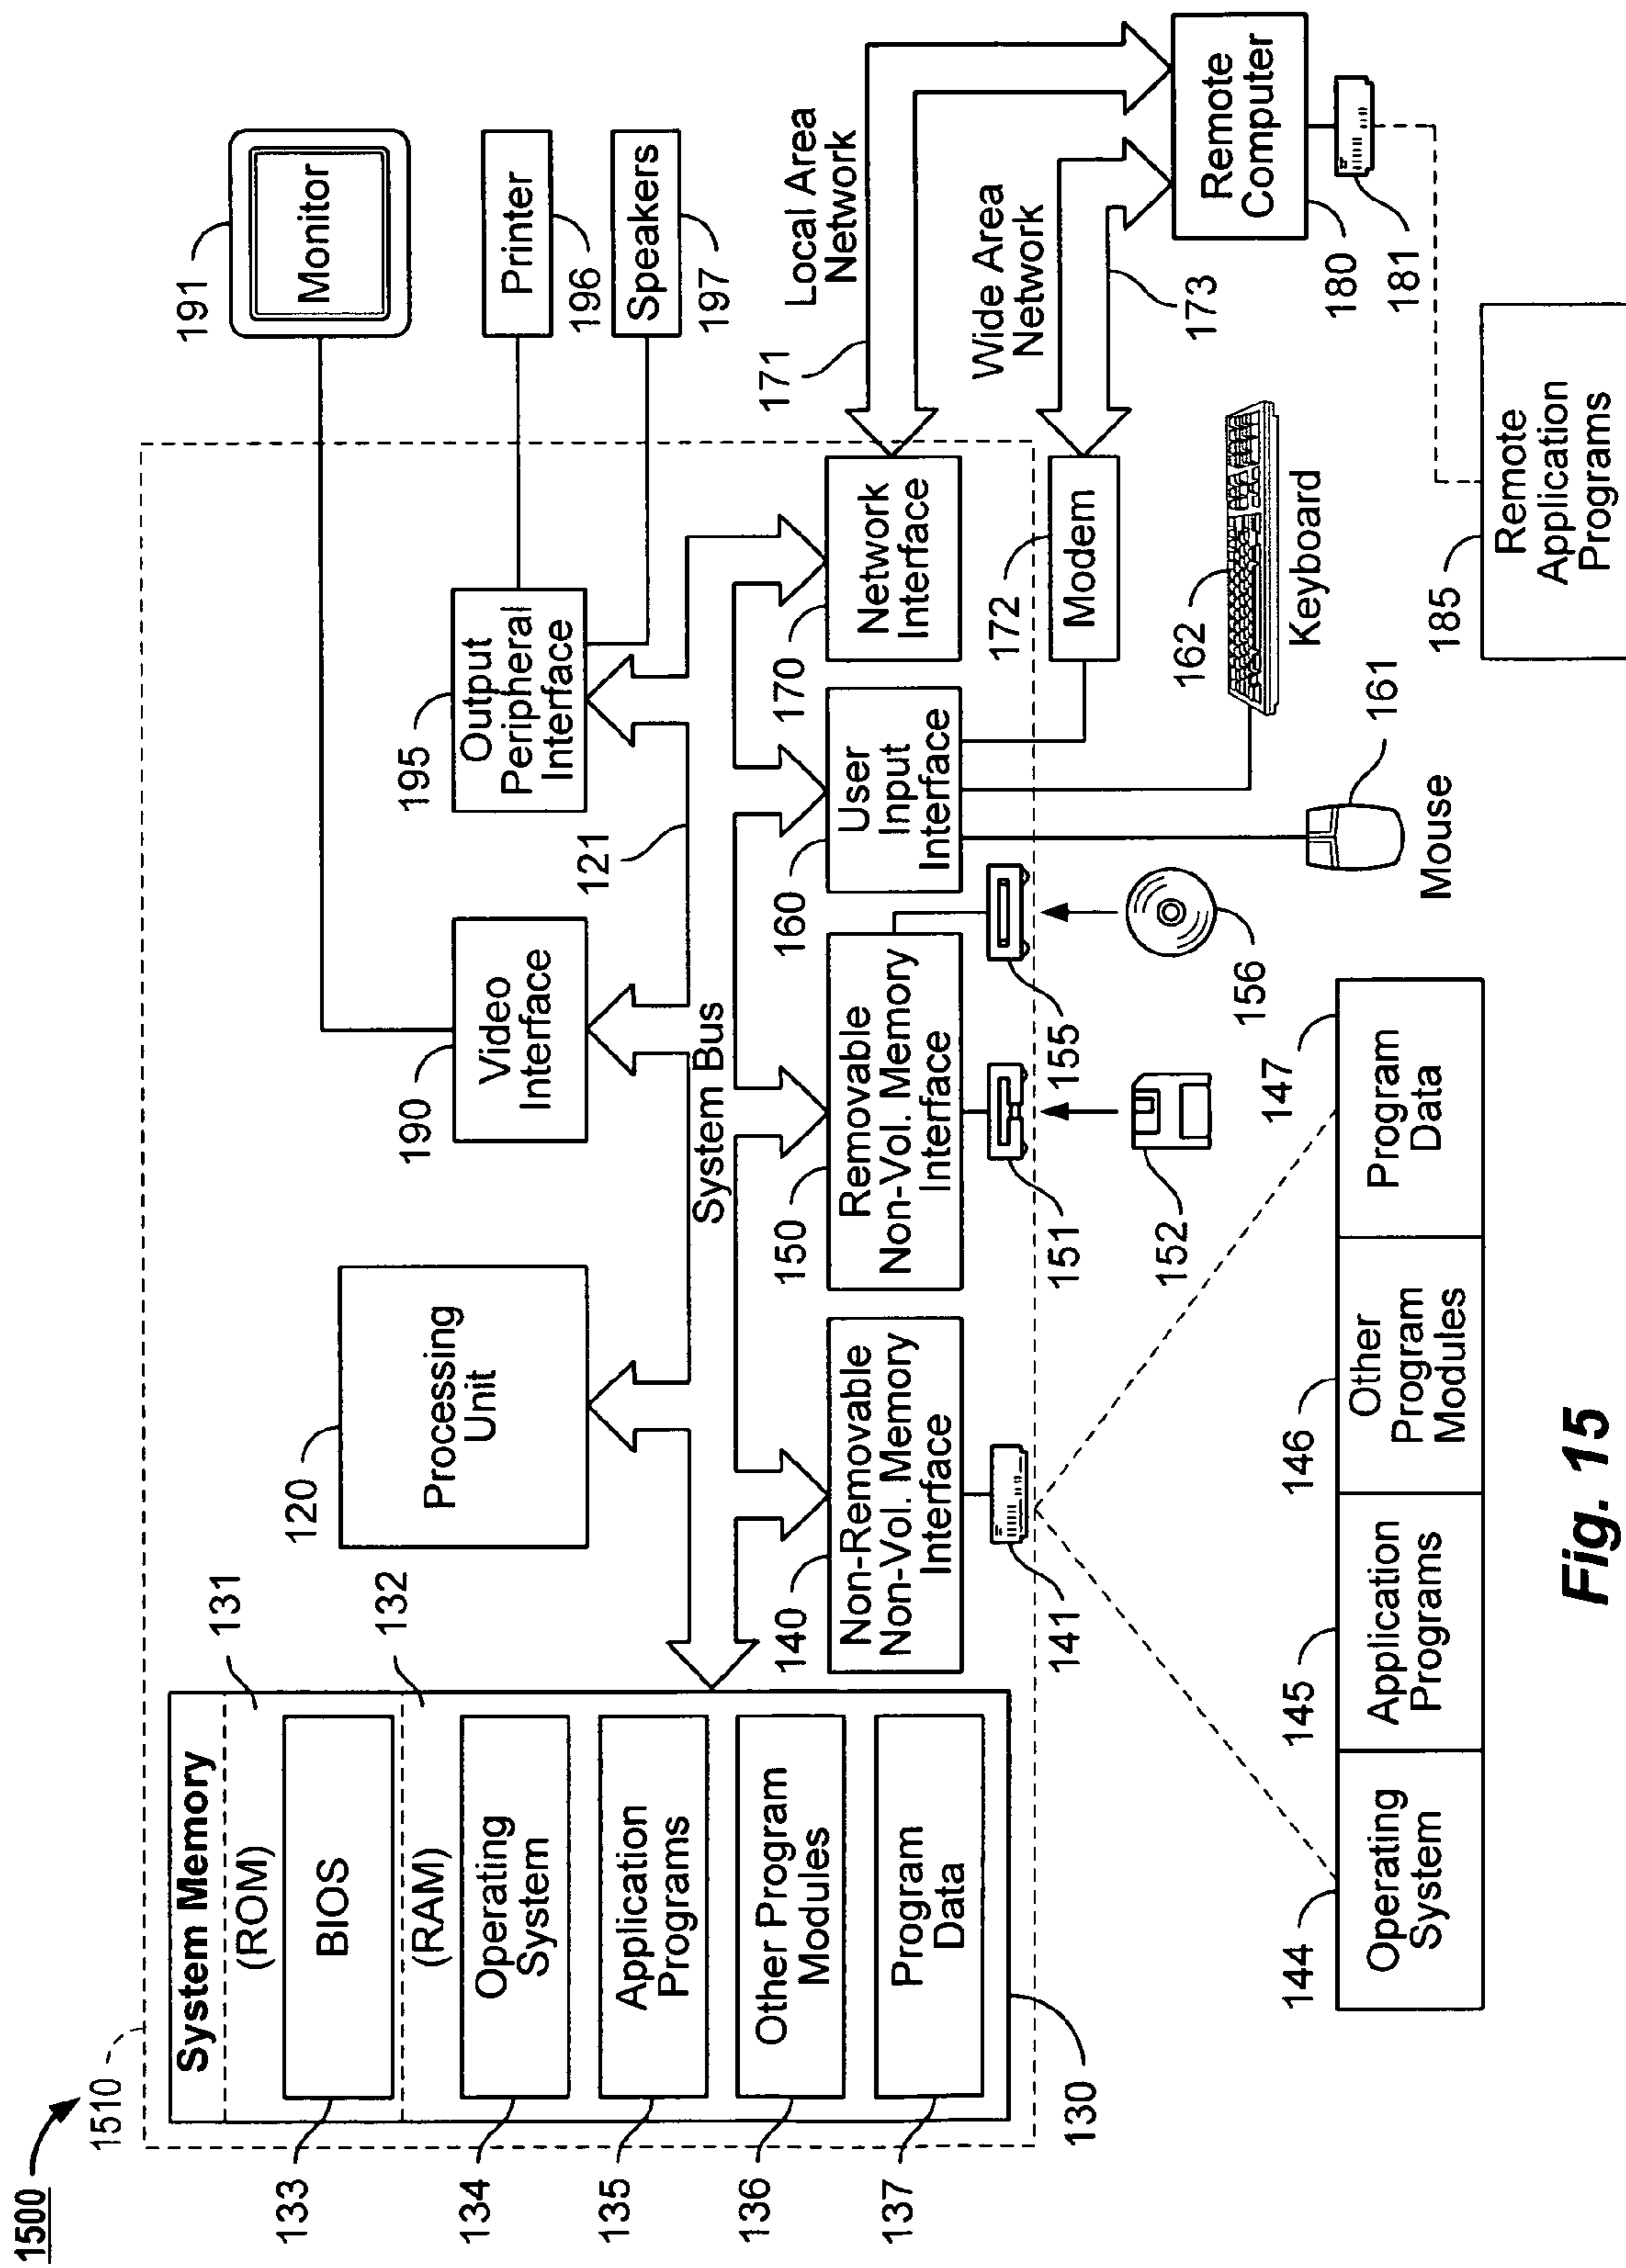 1500
1510
System Memory
(ROM)
131
BIOS
133
(RAM)
132
Operating
System
134
Application
Programs
135
Other Program
Modules
136
Program
Data
137
130
120
Processing
Unit
190
Video
Interface
195
Output
Peripheral
Interface
121
System Bus
191
Monitor
Printer
196
Speakers
197
140
Non-Removable
Non-Vol. Memory
Interface
141
150
Removable
Non-Vol. Memory
Interface
151
155
152
156
160
User
Input
Interface
170
Network
Interface
172
Modem
171
Local Area
Network
Wide Area
Network
173
Remote
Computer
180
181
162
Keyboard
161
Mouse
185
Remote
Application
Programs
144
Operating
System
145
Application
Programs
146
Other
Program
Modules
147
Program
Data
Fig. 15